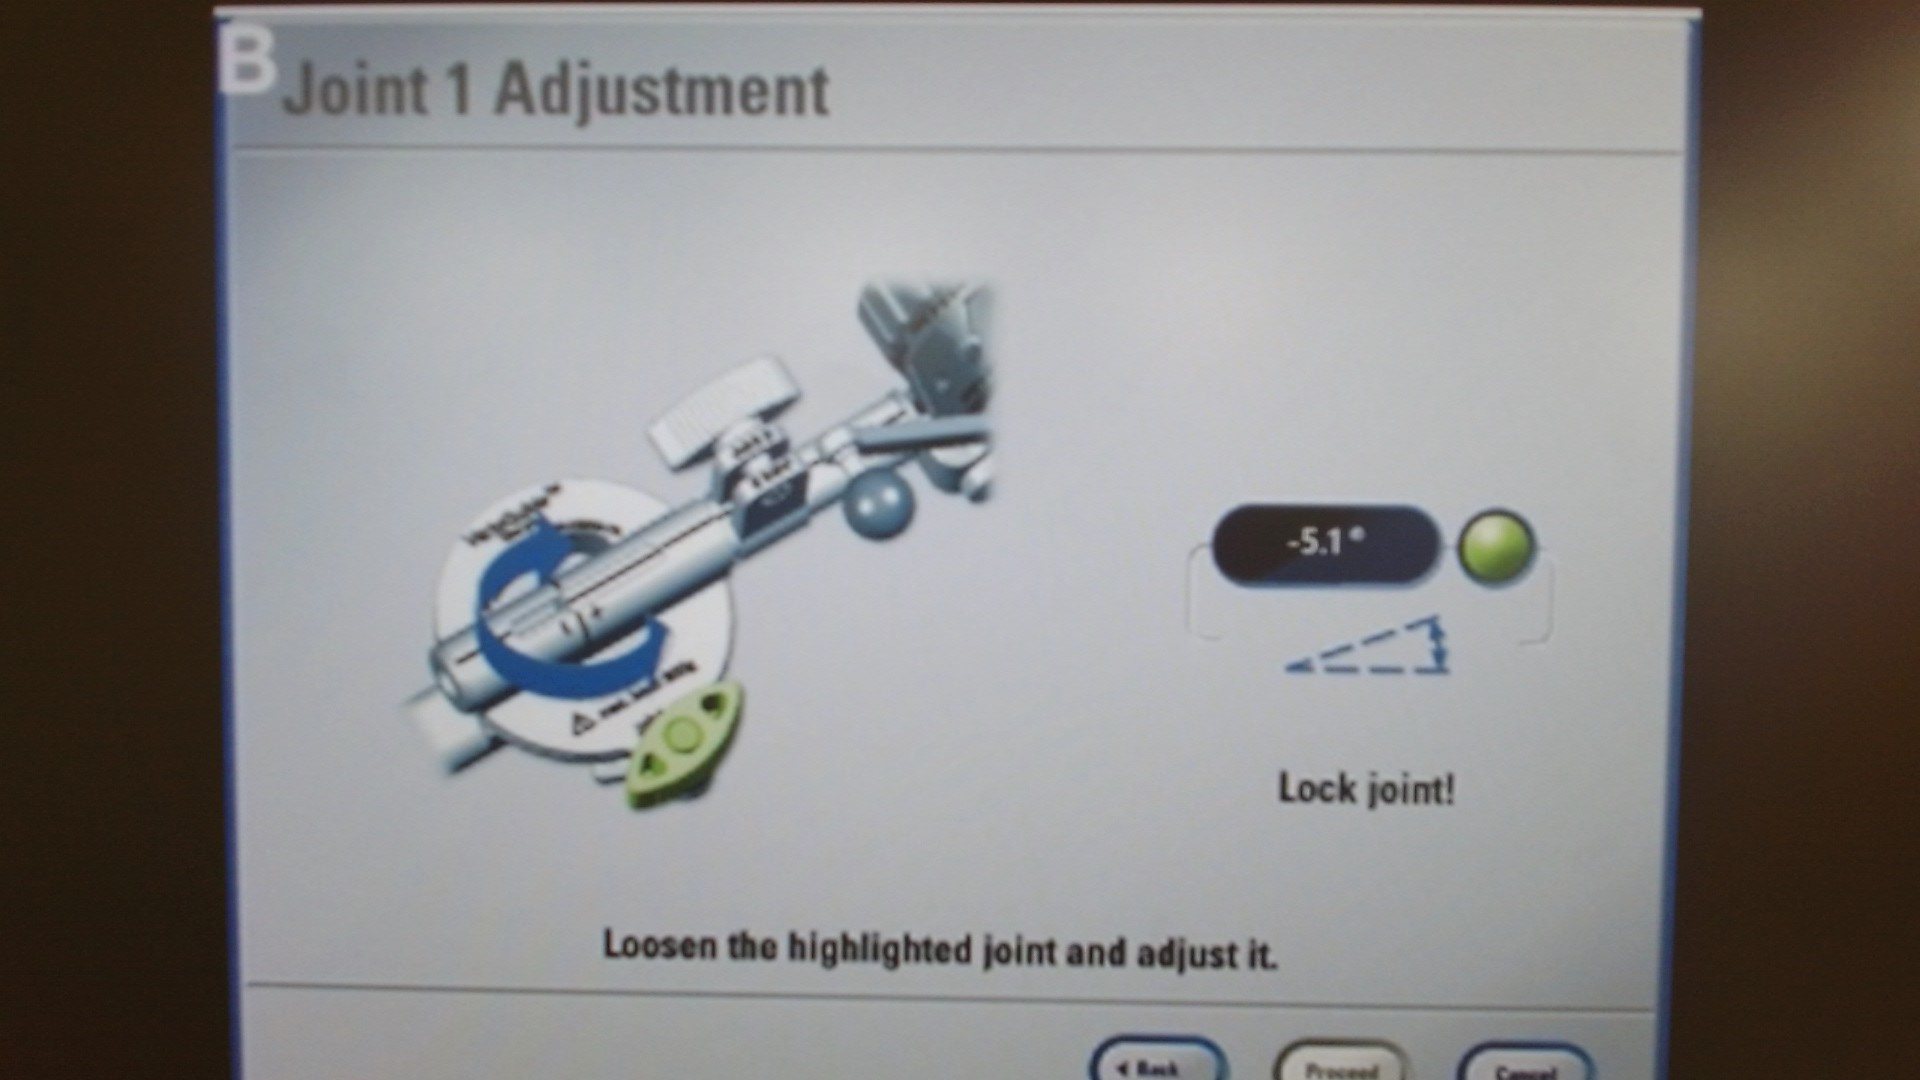 B
Joint 1 Adjustment
-5.1°
Lock joint!
Loosen the highlighted joint and adjust it.
Back
Proceed
Cancel